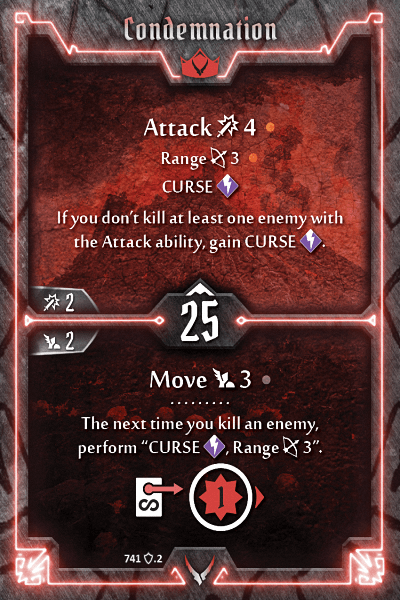 Condemnation
Attack 4
Range 3
CURSE
If you don't kill at least one enemy with
the Attack ability, gain CURSE .
2
25
2
Move 3
The next time you kill an enemy,
perform “CURSE , Range 3”.
1
741 .2